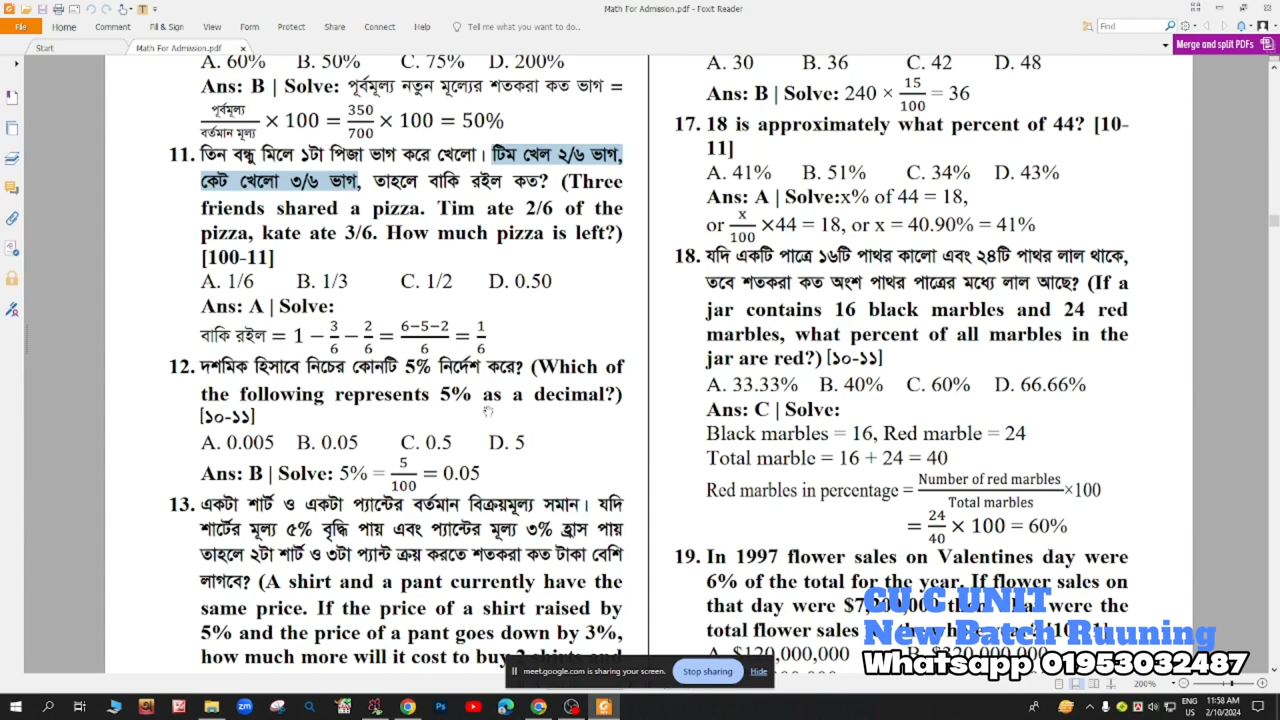 Math For Admission.pdf - Foxit Reader
File Home Comment Fill & Sign View Form Protect Share Connect Help Tell me what you want to do...
Find
Start Math For Admission.pdf
Merge and split PDFs
A. 60% B. 50% C. 75% D. 200%
Ans: B | Solve: পূর্বমূল্য নতুন মূল্যের শতকরা কত ভাগ =
পূর্বমূল্য/বর্তমান মূল্য × 100 = 350/700 × 100 = 50%
11. তিন বন্ধু মিলে ১টা পিজা ভাগ করে খেলো। টিম খেল ২/৬ ভাগ,
কেট খেলো ৩/৬ ভাগ, তাহলে বাকি রইল কত? (Three
friends shared a pizza. Tim ate 2/6 of the
pizza, kate ate 3/6. How much pizza is left?)
[100-11]
A. 1/6 B. 1/3 C. 1/2 D. 0.50
Ans: A | Solve:
বাকি রইল = 1 − 3/6 − 2/6 = 6−5−2/6 = 1/6
12. দশমিক হিসাবে নিচের কোনটি 5% নির্দেশ করে? (Which of
the following represents 5% as a decimal?)
[১০-১১]
A. 0.005 B. 0.05 C. 0.5 D. 5
Ans: B | Solve: 5% = 5/100 = 0.05
13. একটা শার্ট ও একটা প্যান্টের বর্তমান বিক্রয়মূল্য সমান। যদি
শার্টের মূল্য ৫% বৃদ্ধি পায় এবং প্যান্টের মূল্য ৩% হ্রাস পায়
তাহলে ২টা শার্ট ও ৩টা প্যান্ট ক্রয় করতে শতকরা কত টাকা বেশি
লাগবে? (A shirt and a pant currently have the
same price. If the price of a shirt raised by
5% and the price of a pant goes down by 3%,
how much more will it cost to buy 2 shirts and
A. 30 B. 36 C. 42 D. 48
Ans: B | Solve: 240 × 15/100 = 36
17. 18 is approximately what percent of 44? [10-
11]
A. 41% B. 51% C. 34% D. 43%
Ans: A | Solve:x% of 44 = 18,
or x/100 ×44 = 18, or x = 40.90% = 41%
18. যদি একটি পাত্রে ১৬টি পাথর কালো এবং ২৪টি পাথর লাল থাকে,
তবে শতকরা কত অংশ পাথর পাত্রের মধ্যে লাল আছে? (If a
jar contains 16 black marbles and 24 red
marbles, what percent of all marbles in the
jar are red?) [১০-১১]
A. 33.33% B. 40% C. 60% D. 66.66%
Ans: C | Solve:
Black marbles = 16, Red marble = 24
Total marble = 16 + 24 = 40
Red marbles in percentage = Number of red marbles/Total marbles ×100
= 24/40 × 100 = 60%
19. In 1997 flower sales on Valentines day were
6% of the total for the year. If flower sales on
that day were $7,200,000 were the
total flower sales
A. $120,000,000 B. $320,000,000
CU C UNIT
New Batch Ruuning
Whatsapp 01953032487
meet.google.com is sharing your screen. Stop sharing Hide
200%
11:58 AM
ENG
US
2/10/2024